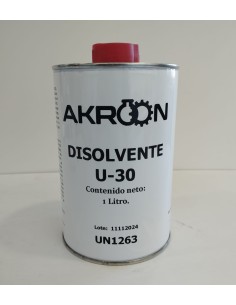 AKROON
DISOLVENTE
U-30
Contenido neto:
1 Litro.
Lote: 11112024
UN1263